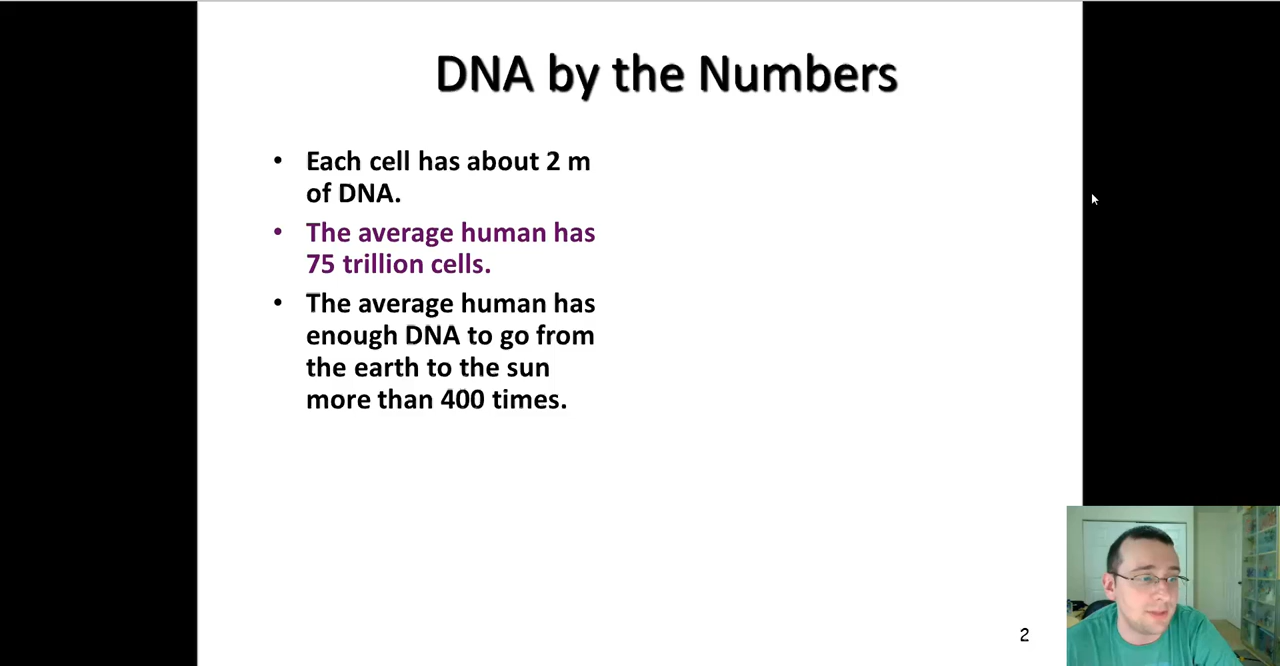 DNA by the Numbers
• Each cell has about 2 m
of DNA.
• The average human has
75 trillion cells.
• The average human has
enough DNA to go from
the earth to the sun
more than 400 times.
2